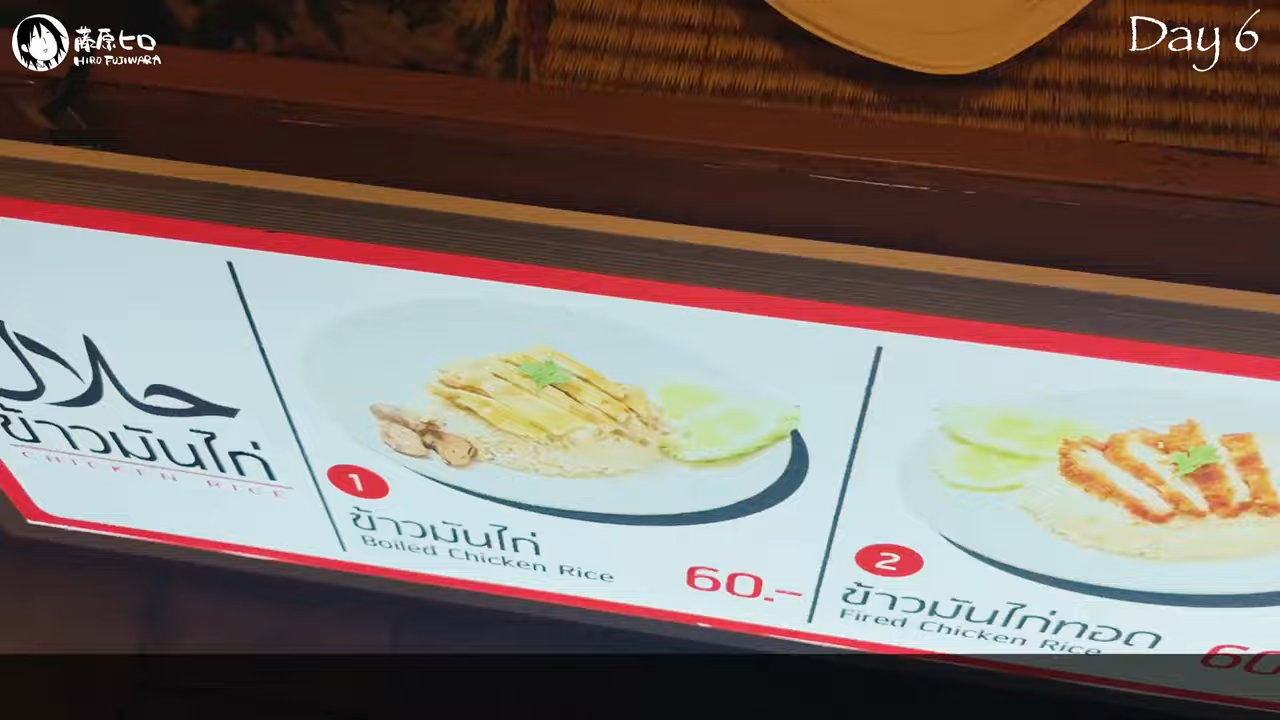 藤原ヒロ
HIRO FUJIWARA
Day 6
حلال
ข้าวมันไก่
CHICKEN RICE
1
ข้าวมันไก่
Boiled Chicken Rice
60.-
2
ข้าวมันไก่ทอด
Fired Chicken Rice
60